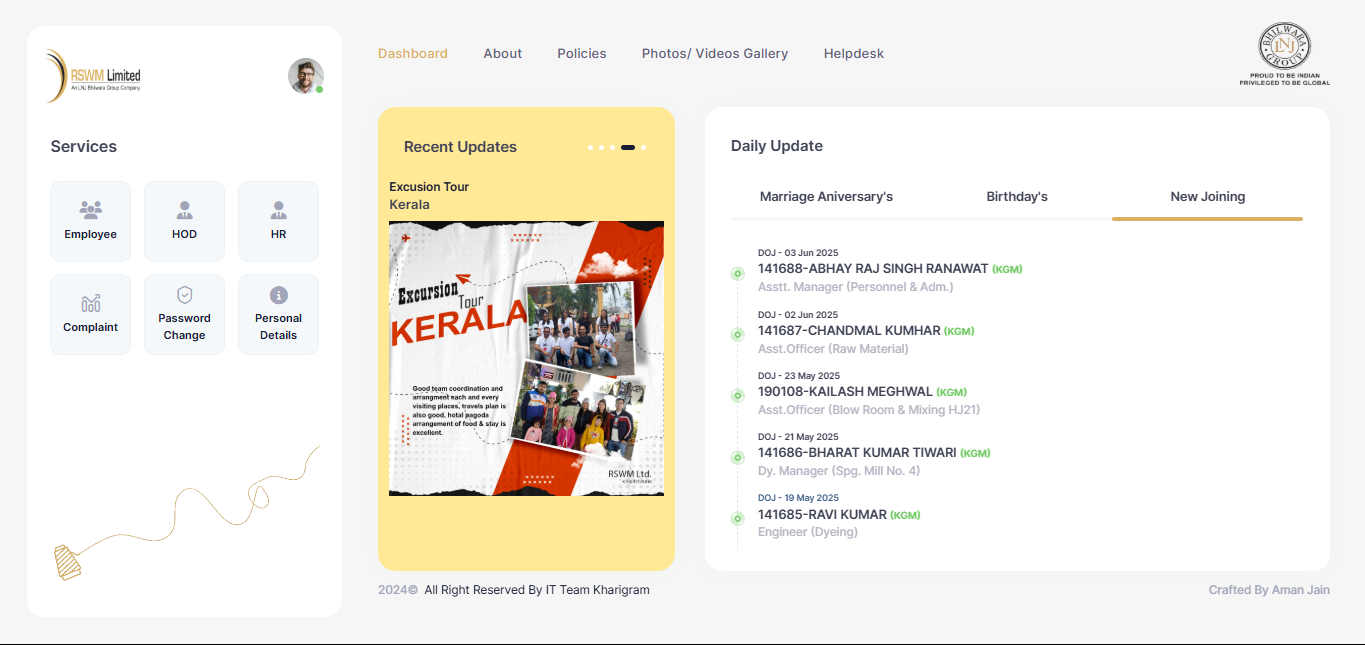 RSWM Limited
An LNJ Bhilwara Group Company
Services
Employee
HOD
HR
Complaint
Password
Change
Personal
Details
Dashboard
About
Policies
Photos/ Videos Gallery
Helpdesk
BHILWARA
LNJ
GROUP
PROUD TO BE INDIAN
PRIVILEGED TO BE GLOBAL
Recent Updates
Excusion Tour
Kerala
Excursion
Tour
KERALA
Good team coordination and
arrangment each and every
visiting places, travels plan is
also good, hotal pagoda
arrangement of food & stay is
excellent.
RSWM Ltd.
KHARIGRAM
Daily Update
Marriage Aniversary's
Birthday's
New Joining
DOJ - 03 Jun 2025
141688-ABHAY RAJ SINGH RANAWAT (KGM)
Asstt. Manager (Personnel & Adm.)
DOJ - 02 Jun 2025
141687-CHANDMAL KUMHAR (KGM)
Asst.Officer (Raw Material)
DOJ - 23 May 2025
190108-KAILASH MEGHWAL (KGM)
Asst.Officer (Blow Room & Mixing HJ21)
DOJ - 21 May 2025
141686-BHARAT KUMAR TIWARI (KGM)
Dy. Manager (Spg. Mill No. 4)
DOJ - 19 May 2025
141685-RAVI KUMAR (KGM)
Engineer (Dyeing)
2024© All Right Reserved By IT Team Kharigram
Crafted By Aman Jain